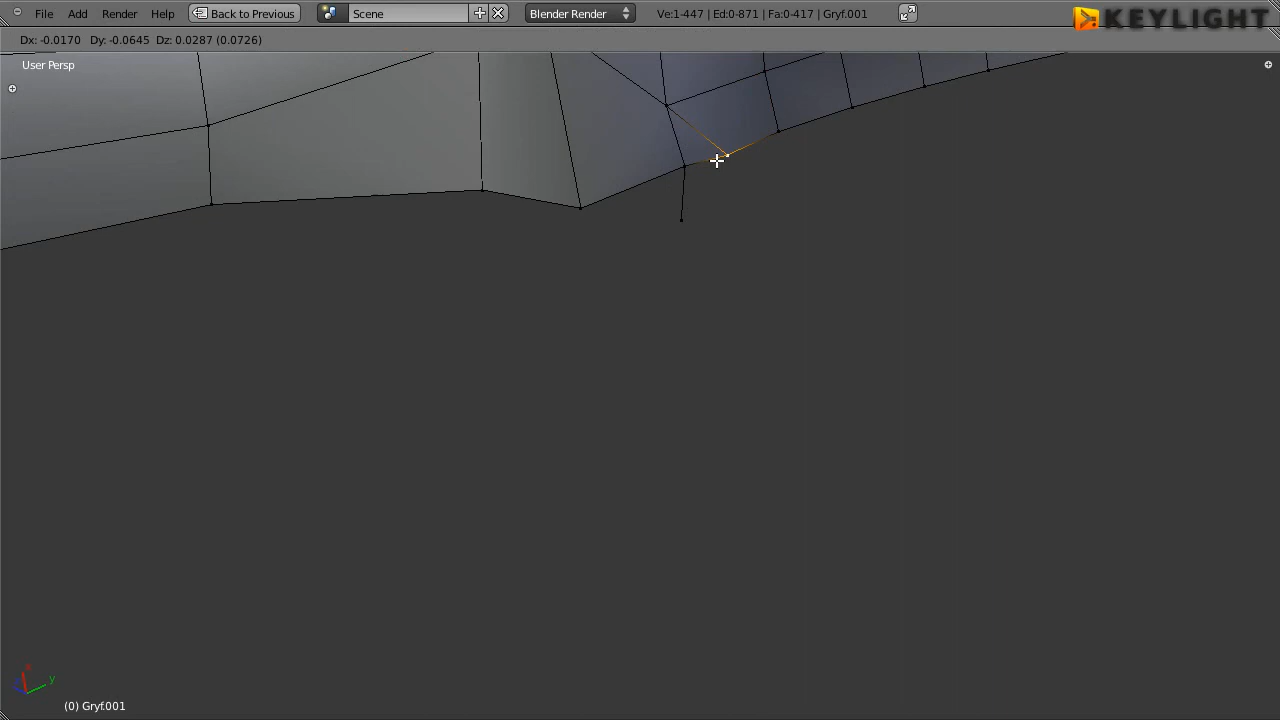 File Add Render Help Back to Previous Scene Blender Render Ve:1-447 | Ed:0-871 | Fa:0-417 | Gryf.001 KEYLIGHT
Dx: -0.0170 Dy: -0.0645 Dz: 0.0287 (0.0726)
User Persp
x
y
(0) Gryf.001